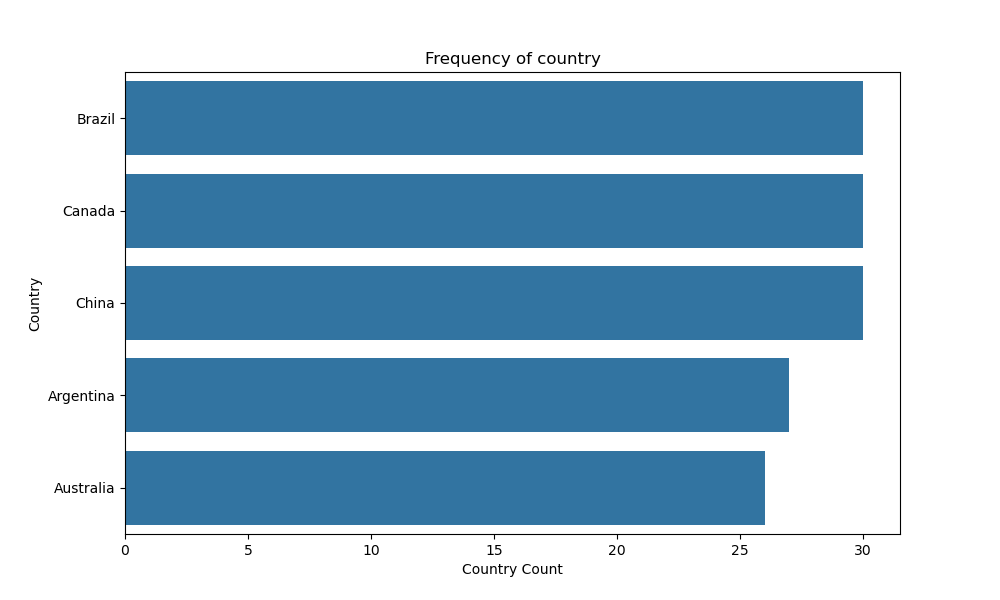 Frequency of country
Country
Brazil
Canada
China
Argentina
Australia
0 5 10 15 20 25 30
Country Count